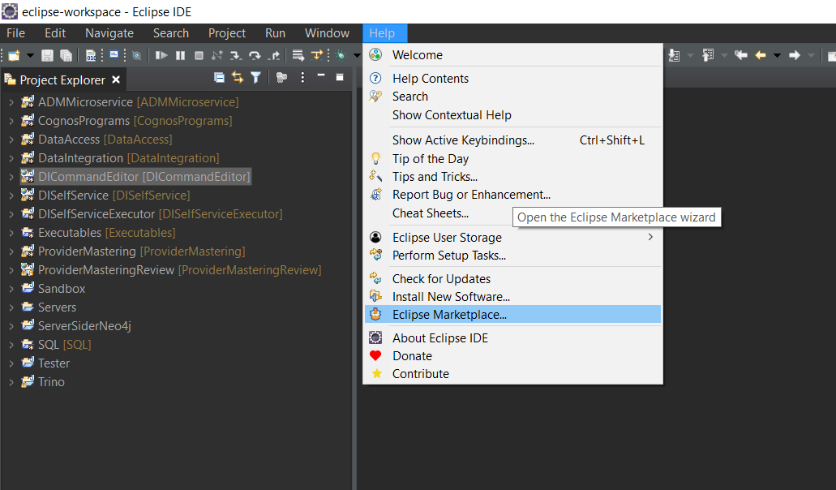 eclipse-workspace - Eclipse IDE
File Edit Navigate Search Project Run Window Help
Project Explorer
ADMMicroservice [ADMMicroservice]
CognosPrograms [CognosPrograms]
DataAccess [DataAccess]
DataIntegration [DataIntegration]
DICommandEditor [DICommandEditor]
DISelfService [DISelfService]
DISelfServiceExecutor [DISelfServiceExecutor]
Executables [Executables]
ProviderMastering [ProviderMastering]
ProviderMasteringReview [ProviderMasteringReview]
Sandbox
Servers
ServerSiderNeo4j
SQL [SQL]
Tester
Trino
Welcome
Help Contents
Search
Show Contextual Help
Show Active Keybindings... Ctrl+Shift+L
Tip of the Day
Tips and Tricks...
Report Bug or Enhancement...
Cheat Sheets...
Open the Eclipse Marketplace wizard
Eclipse User Storage
Perform Setup Tasks...
Check for Updates
Install New Software...
Eclipse Marketplace...
About Eclipse IDE
Donate
Contribute